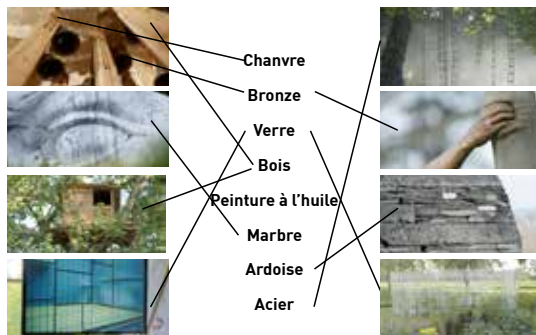 Chanvre
Bronze
Verre
Bois
Peinture à l'huile
Marbre
Ardoise
Acier